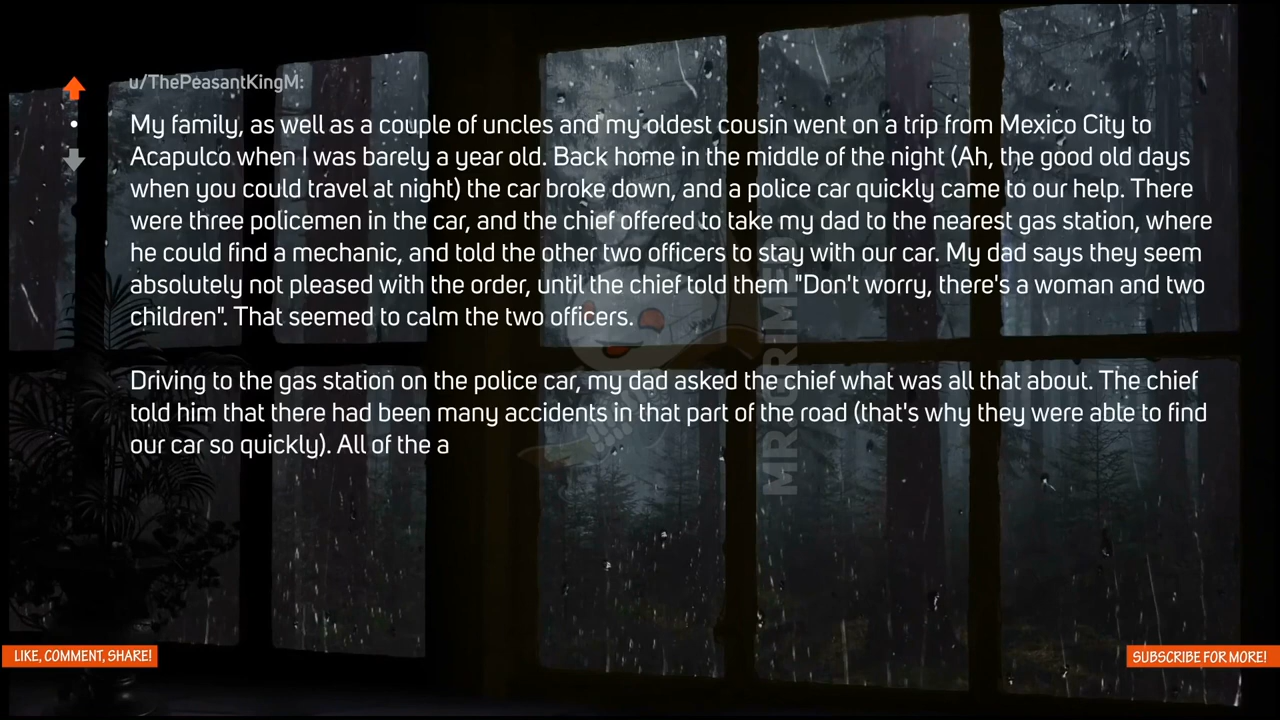 u/ThePeasantKingM:
My family, as well as a couple of uncles and my oldest cousin went on a trip from Mexico City to
Acapulco when I was barely a year old. Back home in the middle of the night (Ah, the good old days
when you could travel at night) the car broke down, and a police car quickly came to our help. There
were three policemen in the car, and the chief offered to take my dad to the nearest gas station, where
he could find a mechanic, and told the other two officers to stay with our car. My dad says they seem
absolutely not pleased with the order, until the chief told them "Don't worry, there's a woman and two
children". That seemed to calm the two officers.
Driving to the gas station on the police car, my dad asked the chief what was all that about. The chief
told him that there had been many accidents in that part of the road (that's why they were able to find
our car so quickly). All of the a
MR CRIME
LIKE, COMMENT, SHARE!
SUBSCRIBE FOR MORE!